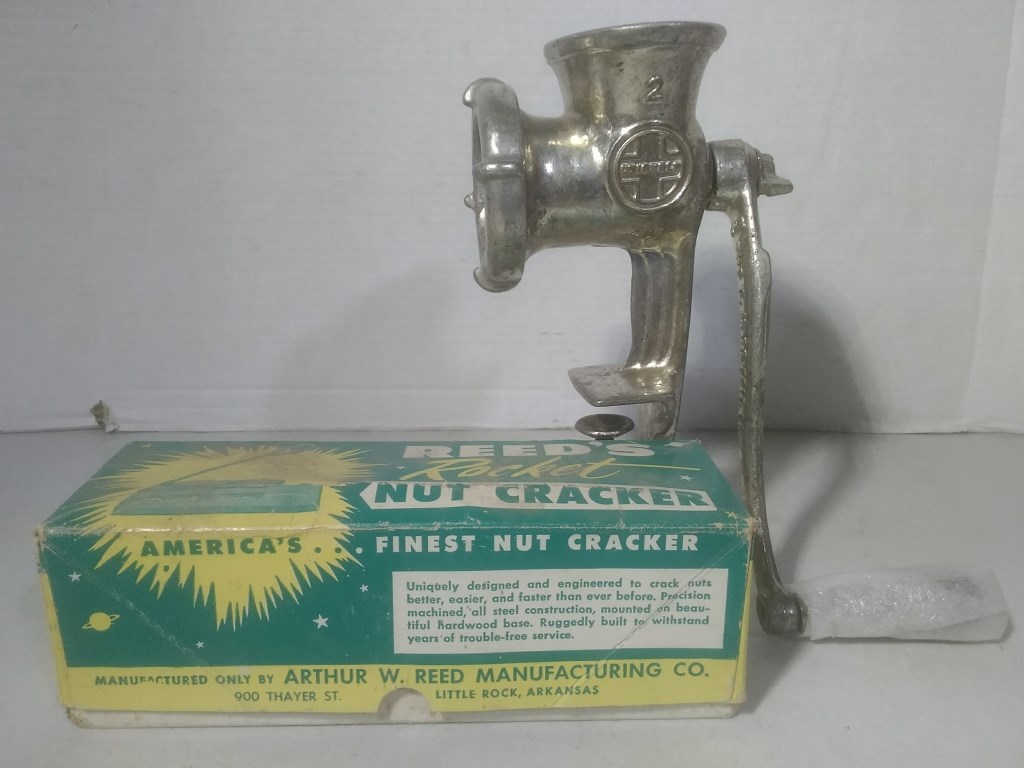 2
REED'S
Rocket
NUT CRACKER
AMERICA'S . . . FINEST NUT CRACKER
Uniquely designed and engineered to crack nuts
better, easier, and faster than ever before. Precision
machined, all steel construction, mounted on beau-
tiful hardwood base. Ruggedly built to withstand
years of trouble-free service.
MANUFACTURED ONLY BY ARTHUR W. REED MANUFACTURING CO.
900 THAYER ST. LITTLE ROCK, ARKANSAS